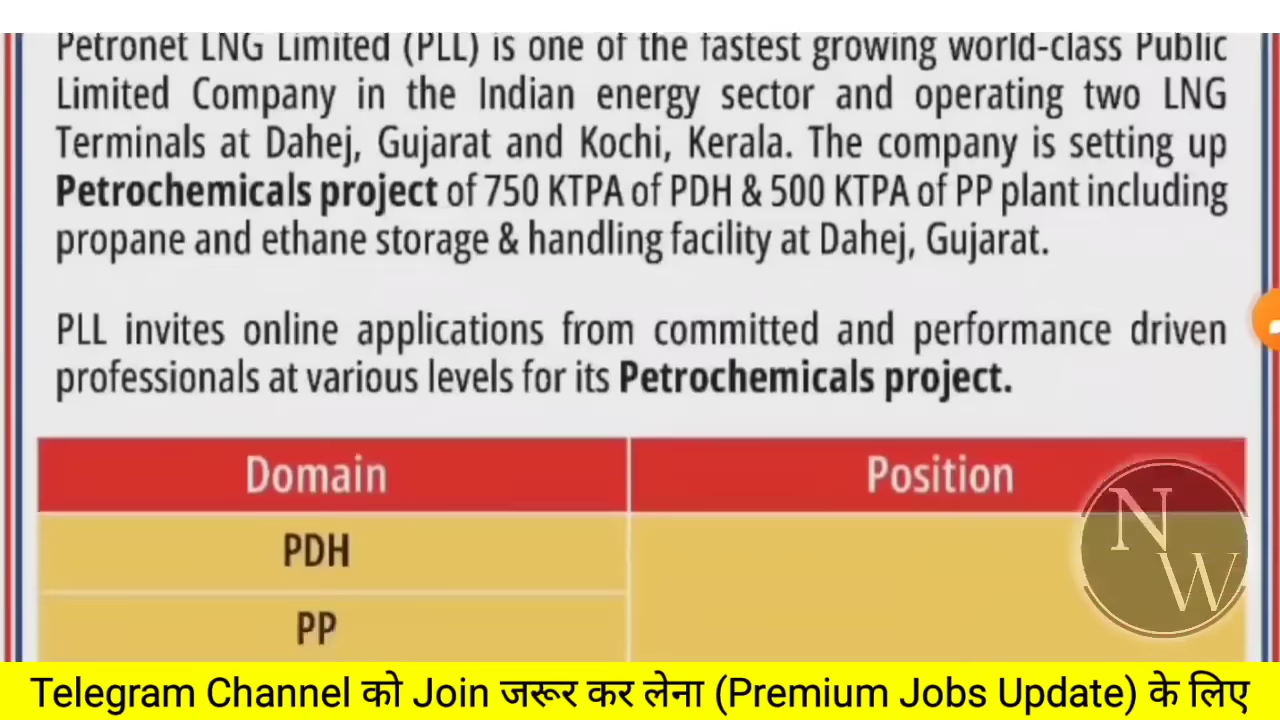 Petronet LNG Limited (PLL) is one of the fastest growing world-class Public
Limited Company in the Indian energy sector and operating two LNG
Terminals at Dahej, Gujarat and Kochi, Kerala. The company is setting up
Petrochemicals project of 750 KTPA of PDH & 500 KTPA of PP plant including
propane and ethane storage & handling facility at Dahej, Gujarat.
PLL invites online applications from committed and performance driven
professionals at various levels for its Petrochemicals project.
Domain Position
PDH
PP
N
W
Telegram Channel को Join जरूर कर लेना (Premium Jobs Update) के लिए